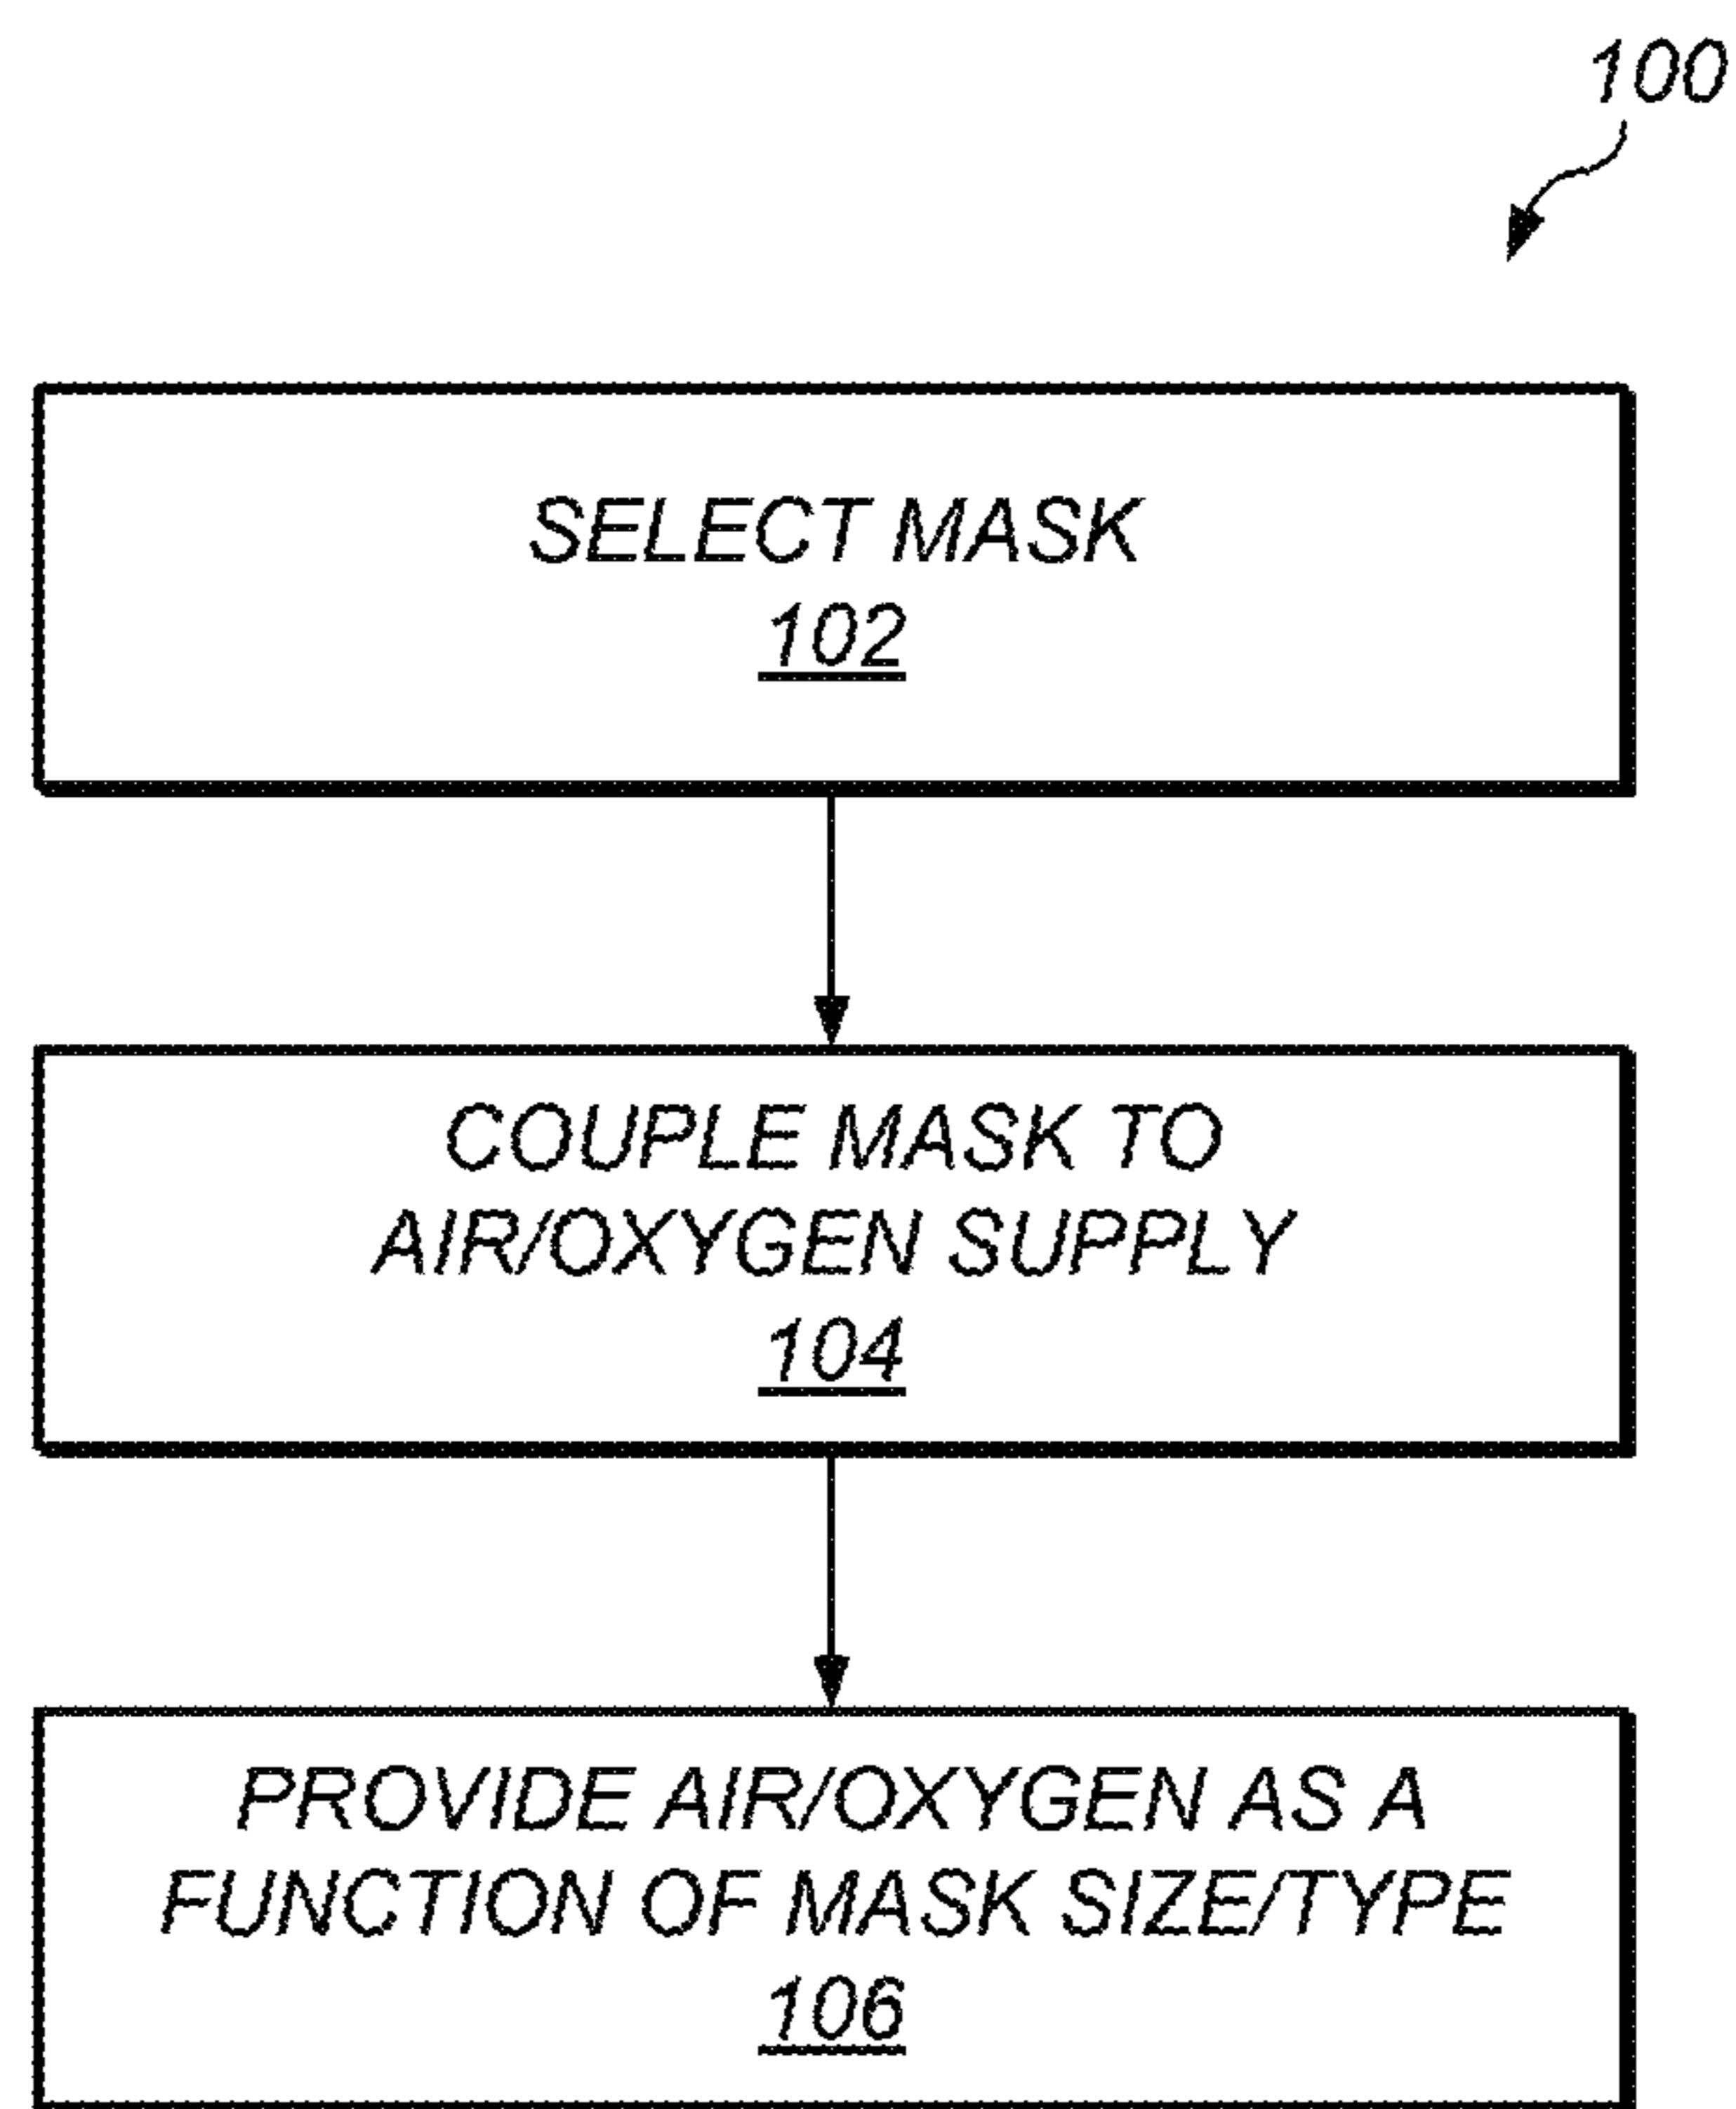 100
SELECT MASK
102
COUPLE MASK TO
AIR/OXYGEN SUPPLY
104
PROVIDE AIR/OXYGEN AS A
FUNCTION OF MASK SIZE/TYPE
106